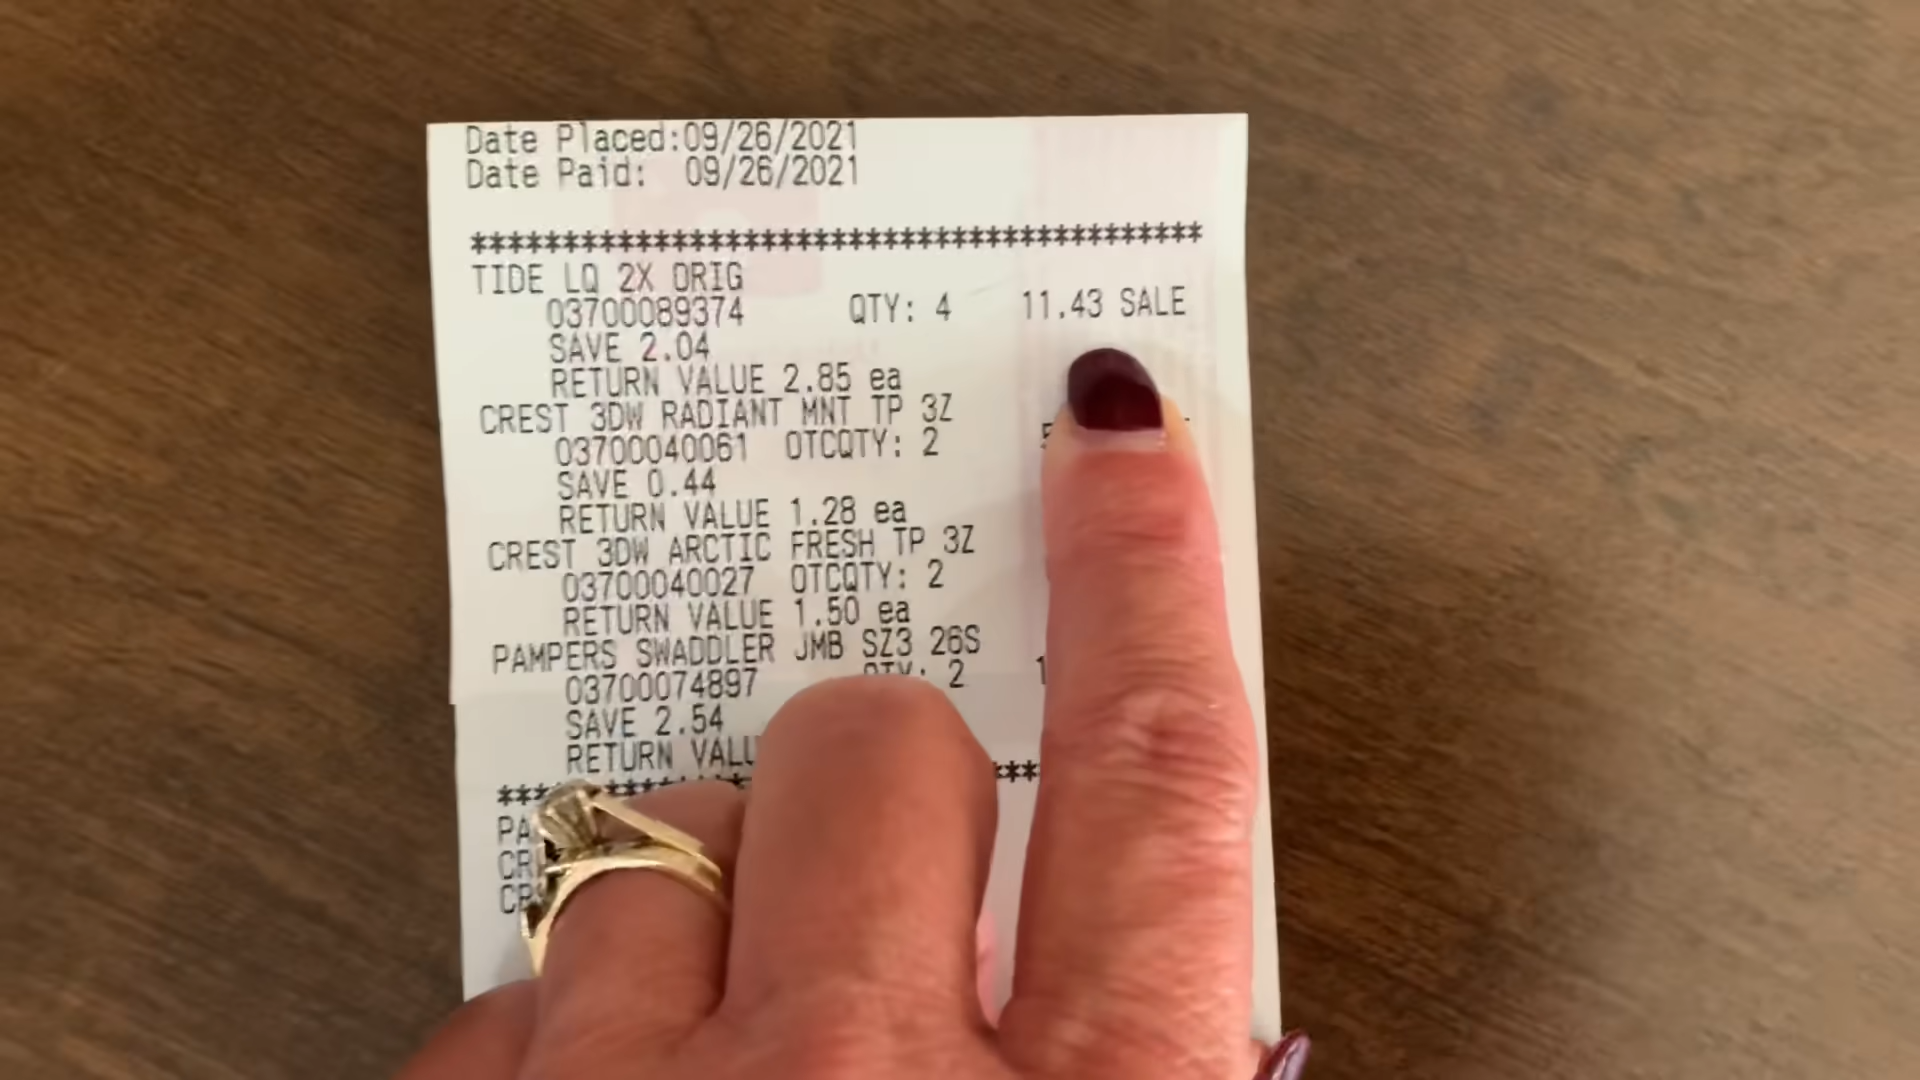 Date Placed:09/26/2021
Date Paid: 09/26/2021
****************************************
TIDE LQ 2X ORIG
03700089374 QTY: 4 11.43 SALE
SAVE 2.04
RETURN VALUE 2.85 ea
CREST 3DW RADIANT MNT TP 3Z
03700040061 OTCQTY: 2
SAVE 0.44
RETURN VALUE 1.28 ea
CREST 3DW ARCTIC FRESH TP 3Z
03700040027 OTCQTY: 2
RETURN VALUE 1.50 ea
PAMPERS SWADDLER JMB SZ3 26S
03700074897 QTY: 2
SAVE 2.54
RETURN